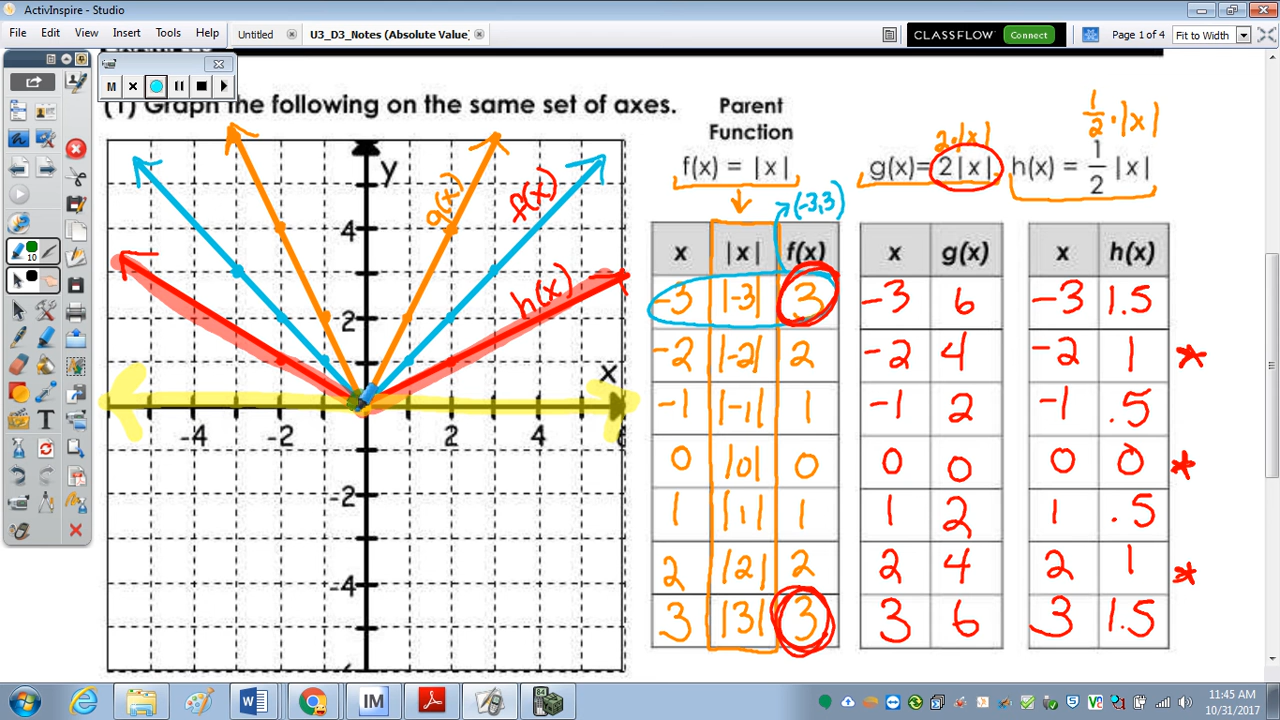 ActivInspire - Studio
File Edit View Insert Tools Help
Untitled
U3_D3_Notes (Absolute Value)
CLASSFLOW Connect
Page 1 of 4
Fit to Width
M
10
(1) Graph the following on the same set of axes.
Parent
Function
f(x) = |x|
2·|x|
g(x)= 2|x|
1/2 · |x|
h(x) = 1/2 |x|
(-3,3)
y
x
g(x)
f(x)
h(x)
4
2
-4 -2 2 4
-2
-4
x |x| f(x)
-3 |-3| 3
-2 |-2| 2
-1 |-1| 1
0 |0| 0
1 |1| 1
2 |2| 2
3 |3| 3
x g(x)
-3 6
-2 4
-1 2
0 0
1 2
2 4
3 6
x h(x)
-3 1.5
-2 1 *
-1 .5
0 0 *
1 .5
2 1 *
3 1.5
IM
11:45 AM
10/31/2017